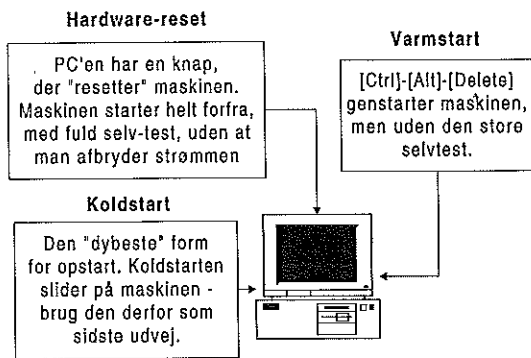 Hardware-reset
PC'en har en knap,
der "resetter" maskinen.
Maskinen starter helt forfra,
med fuld selv-test, uden at
man afbryder strømmen
Varmstart
[Ctrl]-[Alt]-[Delete]
genstarter maskinen,
men uden den store
selvtest.
Koldstart
Den "dybeste" form
for opstart. Koldstarten
slider på maskinen -
brug den derfor som
sidste udvej.